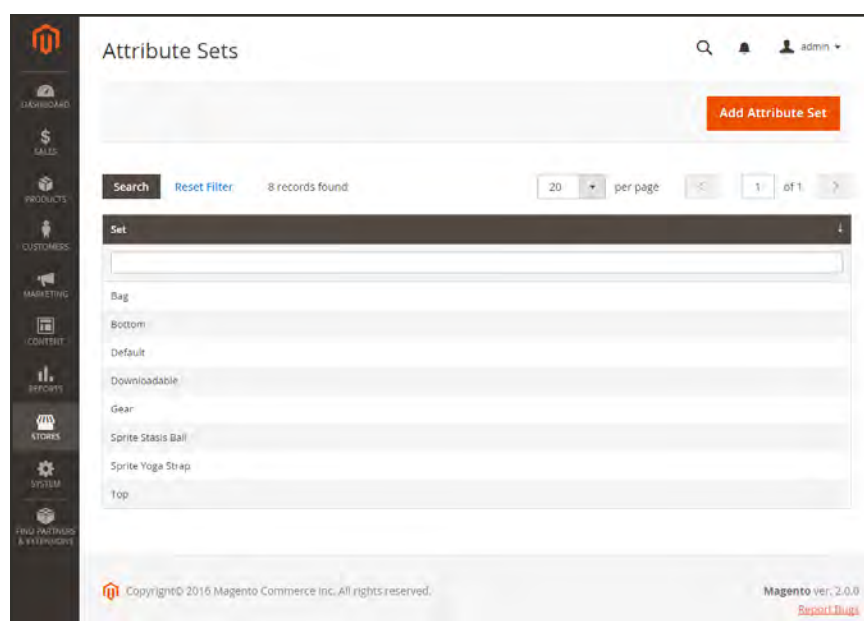 Attribute Sets
admin
DASHBOARD
Add Attribute Set
$
SALES
Search Reset Filter 8 records found 20 per page < 1 of 1 >
PRODUCTS
Set ↓
CUSTOMERS
MARKETING
Bag
Bottom
CONTENT
Default
Downloadable
REPORTS
Gear
STORES
Sprite Stasis Ball
Sprite Yoga Strap
SYSTEM
Top
FIND PARTNERS
& EXTENSIONS
Copyright© 2016 Magento Commerce Inc. All rights reserved.
Magento ver. 2.0.0
Report Bugs